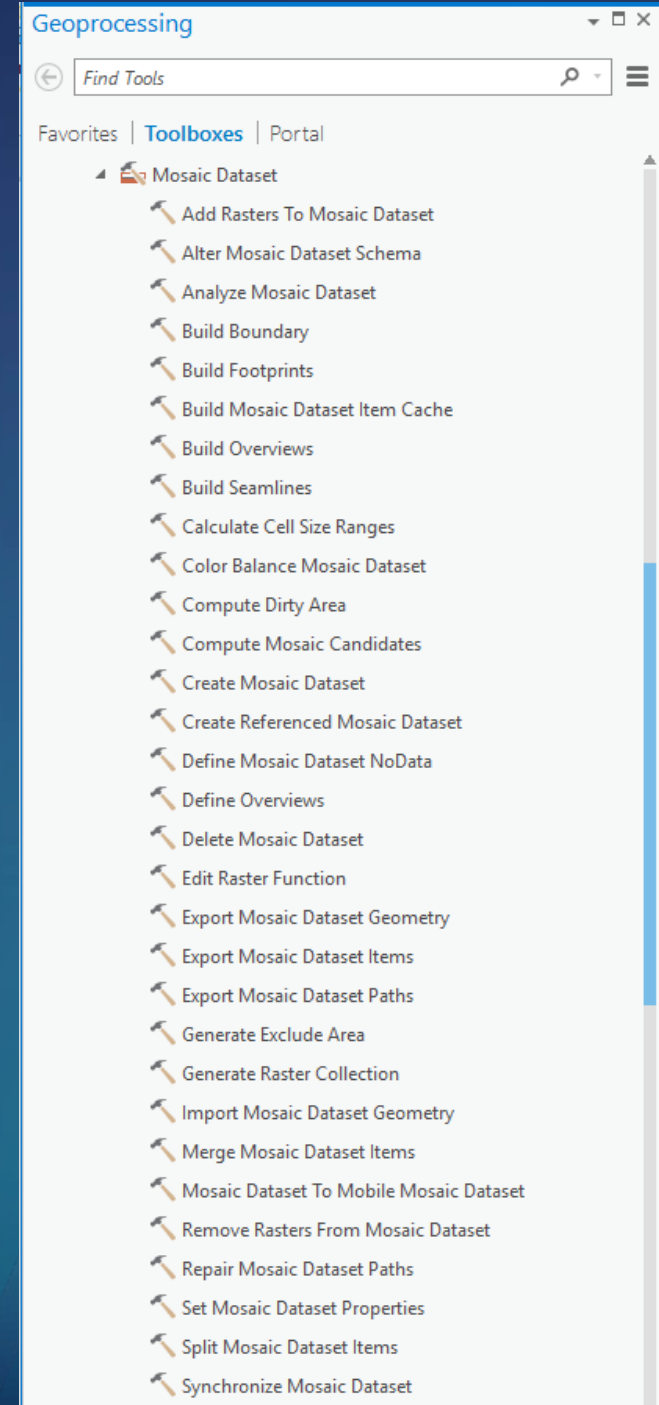 Geoprocessing
Find Tools
Favorites | Toolboxes | Portal
Mosaic Dataset
Add Rasters To Mosaic Dataset
Alter Mosaic Dataset Schema
Analyze Mosaic Dataset
Build Boundary
Build Footprints
Build Mosaic Dataset Item Cache
Build Overviews
Build Seamlines
Calculate Cell Size Ranges
Color Balance Mosaic Dataset
Compute Dirty Area
Compute Mosaic Candidates
Create Mosaic Dataset
Create Referenced Mosaic Dataset
Define Mosaic Dataset NoData
Define Overviews
Delete Mosaic Dataset
Edit Raster Function
Export Mosaic Dataset Geometry
Export Mosaic Dataset Items
Export Mosaic Dataset Paths
Generate Exclude Area
Generate Raster Collection
Import Mosaic Dataset Geometry
Merge Mosaic Dataset Items
Mosaic Dataset To Mobile Mosaic Dataset
Remove Rasters From Mosaic Dataset
Repair Mosaic Dataset Paths
Set Mosaic Dataset Properties
Split Mosaic Dataset Items
Synchronize Mosaic Dataset